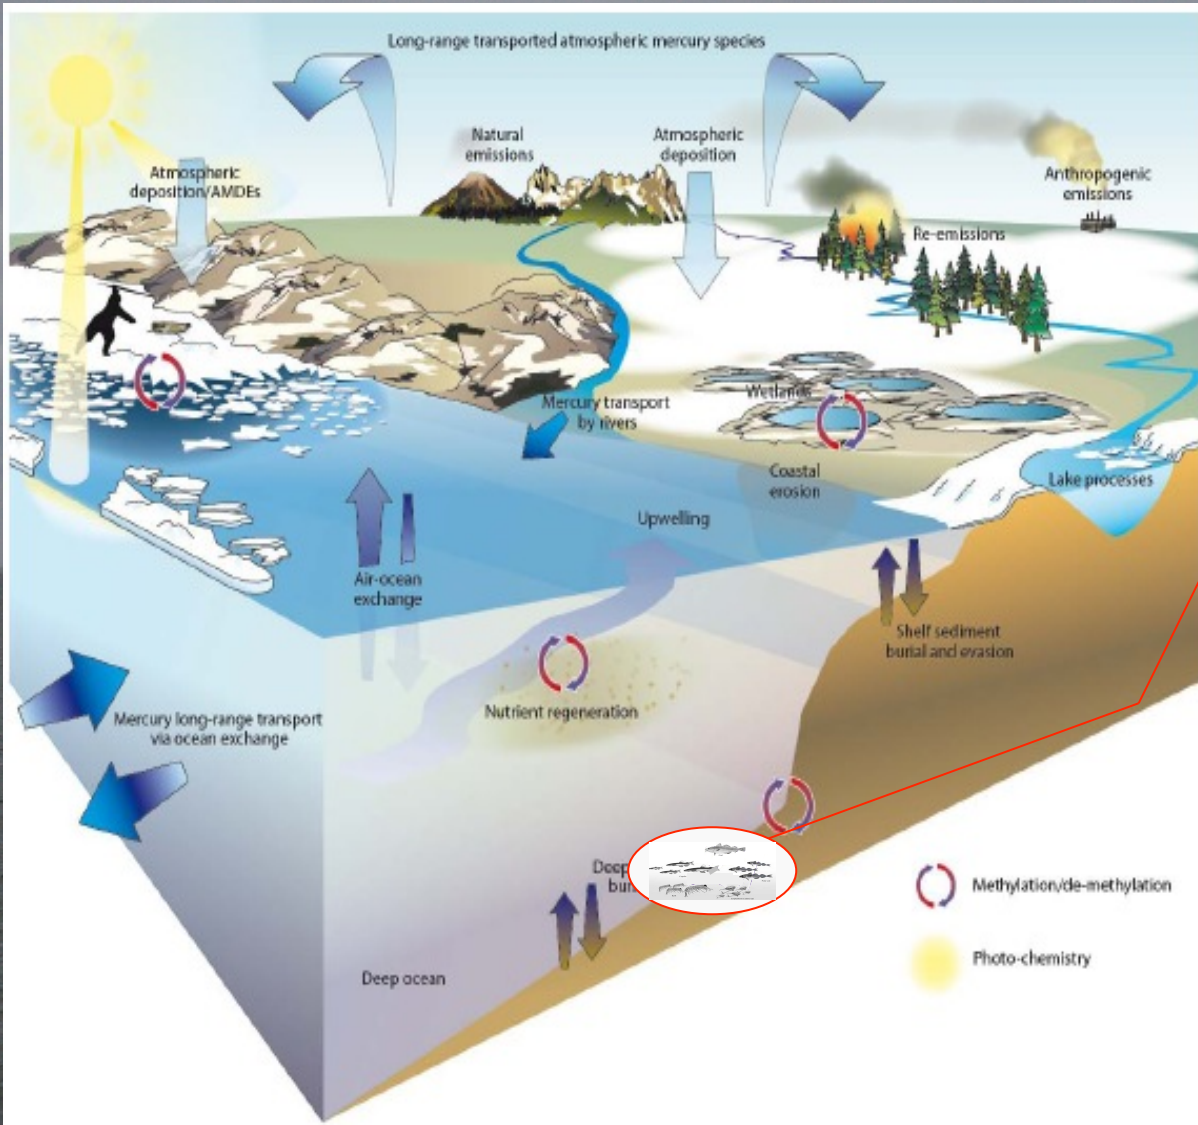 Long-range transported atmospheric mercury species
Natural
emissions
Atmospheric
deposition
Atmospheric
deposition/AMDEs
Anthropogenic
emissions
Re-emissions
Mercury transport
by rivers
Wetlands
Coastal
erosion
Lake processes
Upwelling
Air-ocean
exchange
Shelf sediment
burial and evasion
Nutrient regeneration
Mercury long-range transport
via ocean exchange
Deep
Deep ocean
Methylation/de-methylation
Photo-chemistry